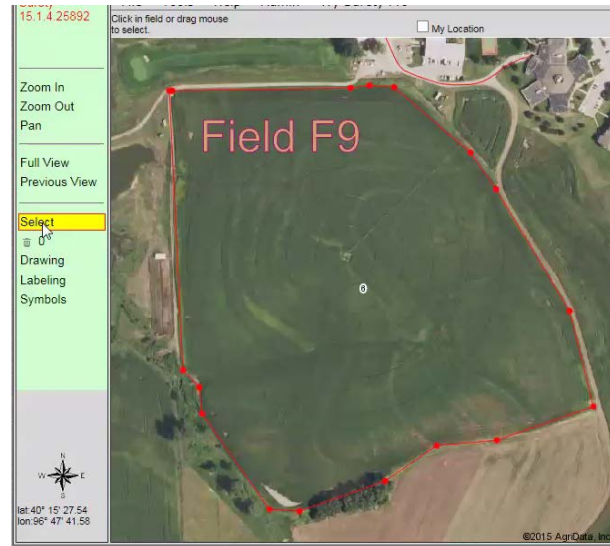 15.1.4.25892
Click in field or drag mouse
to select.
My Location
Zoom In
Zoom Out
Pan
Full View
Previous View
Select
0
Drawing
Labeling
Symbols
Field F9
6
N
W E
S
lat:40° 15' 27.54
lon:96° 47' 41.58
©2015 AgriData, Inc